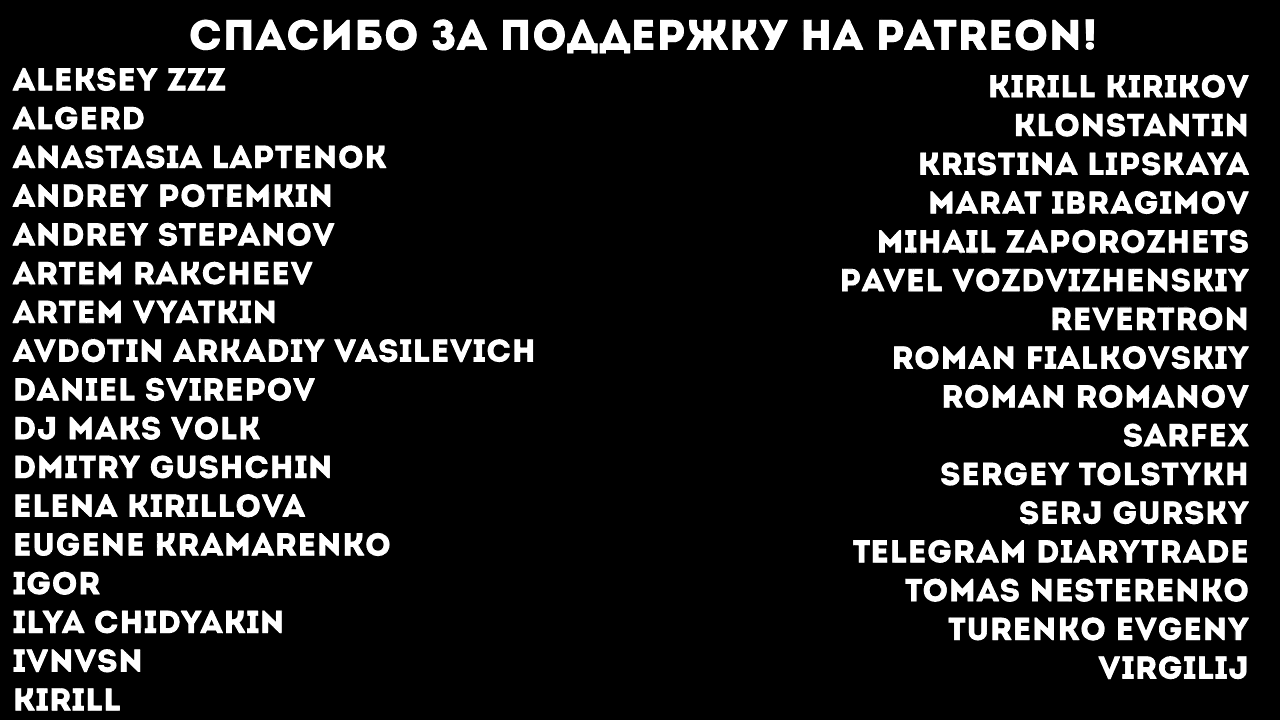 СПАСИБО ЗА ПОДДЕРЖКУ НА PATREON!
ALEKSEY ZZZ
ALGERD
ANASTASIA LAPTENOK
ANDREY POTEMKIN
ANDREY STEPANOV
ARTEM RAKCHEEV
ARTEM VYATKIN
AVDOTIN ARKADIY VASILEVICH
DANIEL SVIREPOV
DJ MAKS VOLK
DMITRY GUSHCHIN
ELENA KIRILLOVA
EUGENE KRAMARENKO
IGOR
ILYA CHIDYAKIN
IVNVSN
KIRILL
KIRILL KIRIKOV
KLONSTANTIN
KRISTINA LIPSKAYA
MARAT IBRAGIMOV
MIHAIL ZAPOROZHETS
PAVEL VOZDVIZHENSKIY
REVERTRON
ROMAN FIALKOVSKIY
ROMAN ROMANOV
SARFEX
SERGEY TOLSTYKH
SERJ GURSKY
TELEGRAM DIARYTRADE
TOMAS NESTERENKO
TURENKO EVGENY
VIRGILIJ